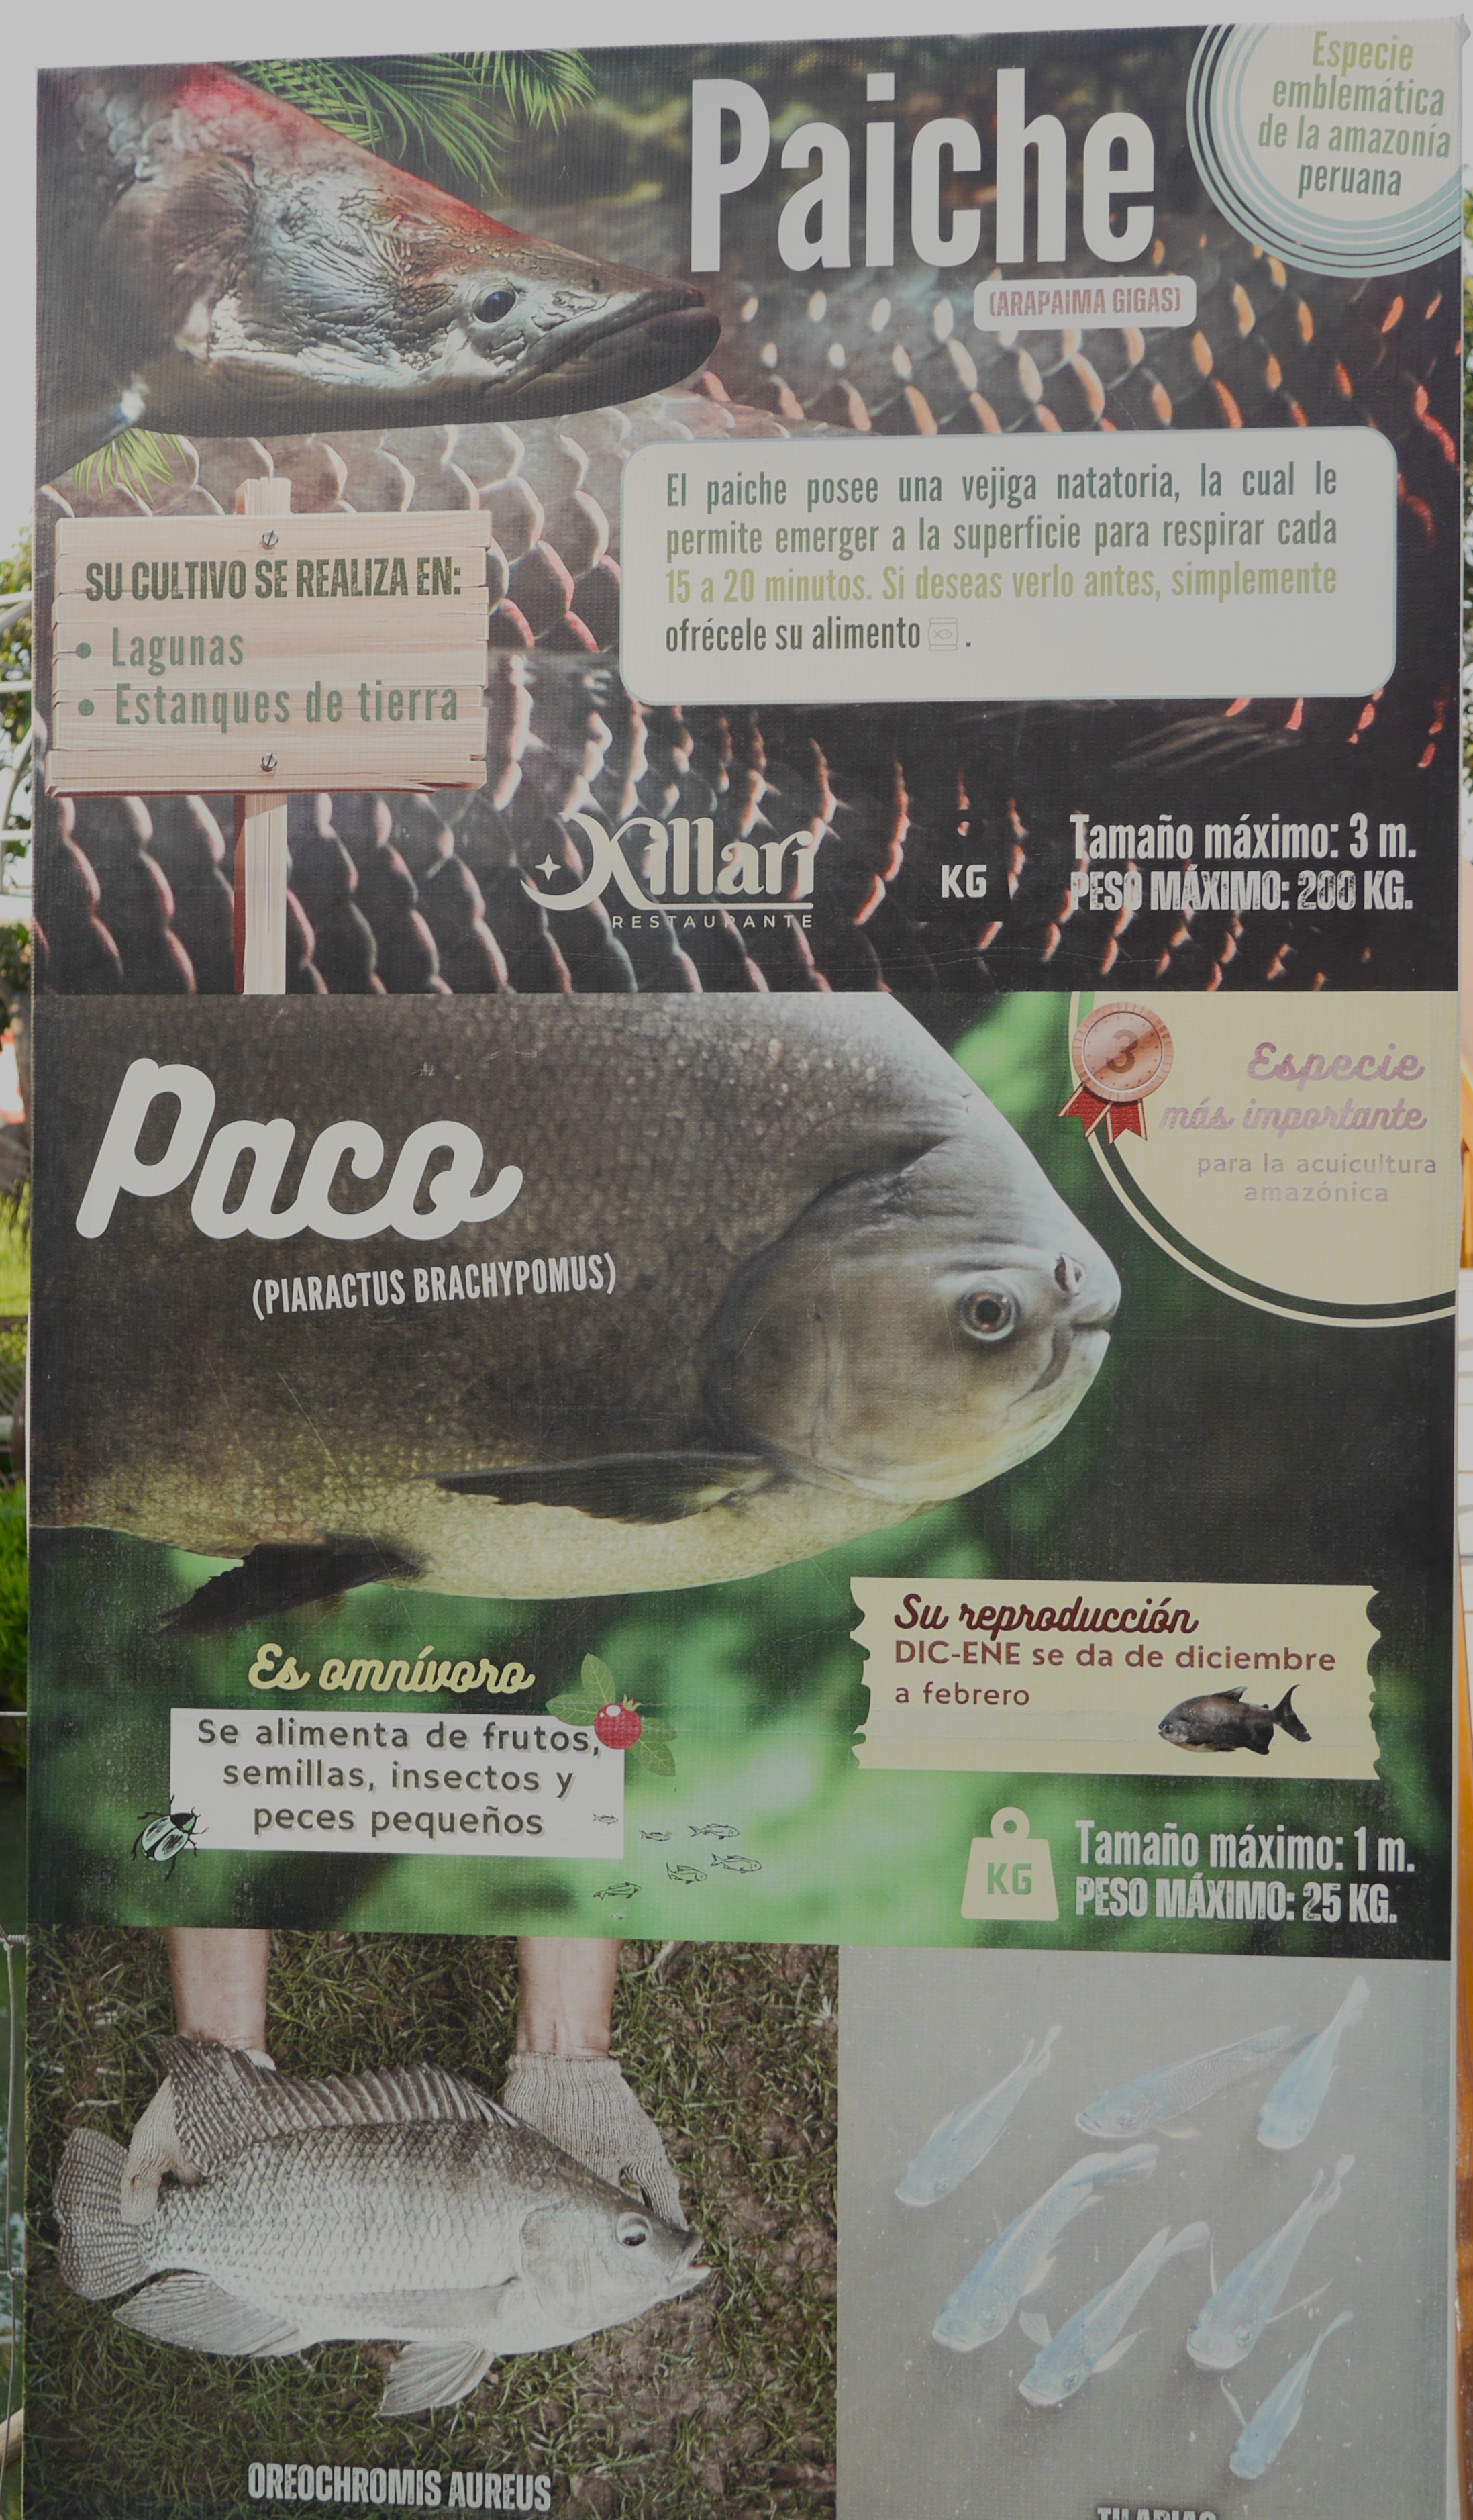 Especie
emblemática
de la amazonía
peruana
Paiche
(ARAPAIMA GIGAS)
El paiche posee una vejiga natatoria, la cual le
permite emerger a la superficie para respirar cada
15 a 20 minutos. Si deseas verlo antes, simplemente
ofrécele su alimento .
SU CULTIVO SE REALIZA EN:
• Lagunas
• Estanques de tierra
Killari
RESTAURANTE
KG
Tamaño máximo: 3 m.
PESO MÁXIMO: 200 KG.
3
Especie
más importante
para la acuicultura
amazónica
Paco
(PIARACTUS BRACHYPOMUS)
Su reproducción
DIC-ENE se da de diciembre
a febrero
Es omnívoro
Se alimenta de frutos,
semillas, insectos y
peces pequeños
KG
Tamaño máximo: 1 m.
PESO MÁXIMO: 25 KG.
OREOCHROMIS AUREUS
TILAPIAS